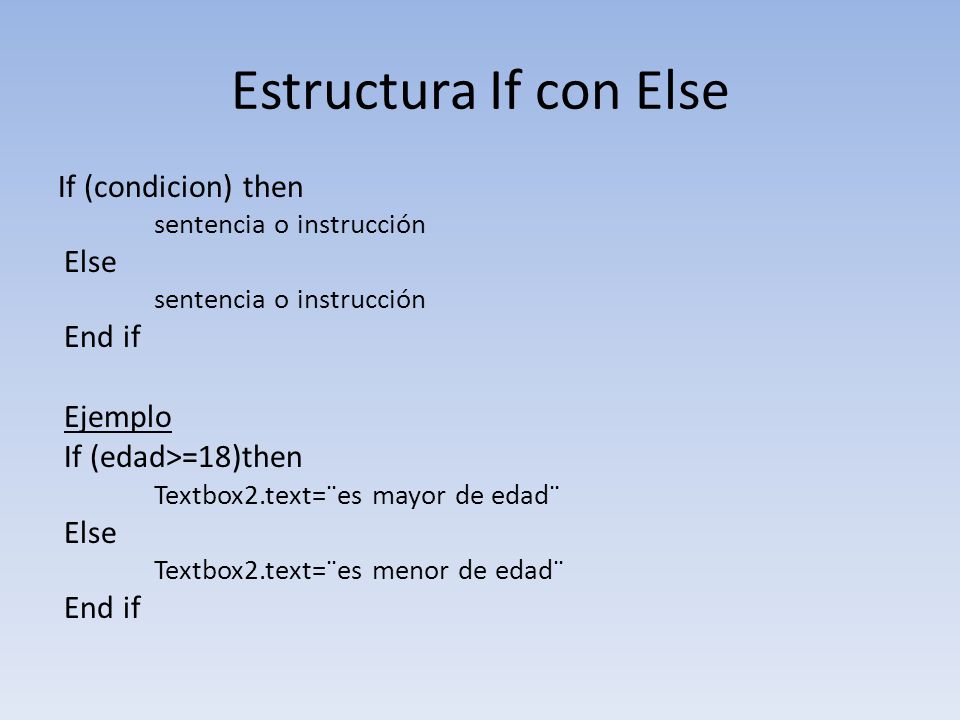 Estructura If con Else
If (condicion) then
sentencia o instrucción
Else
sentencia o instrucción
End if
Ejemplo
If (edad>=18)then
Textbox2.text=¨es mayor de edad¨
Else
Textbox2.text=¨es menor de edad¨
End if